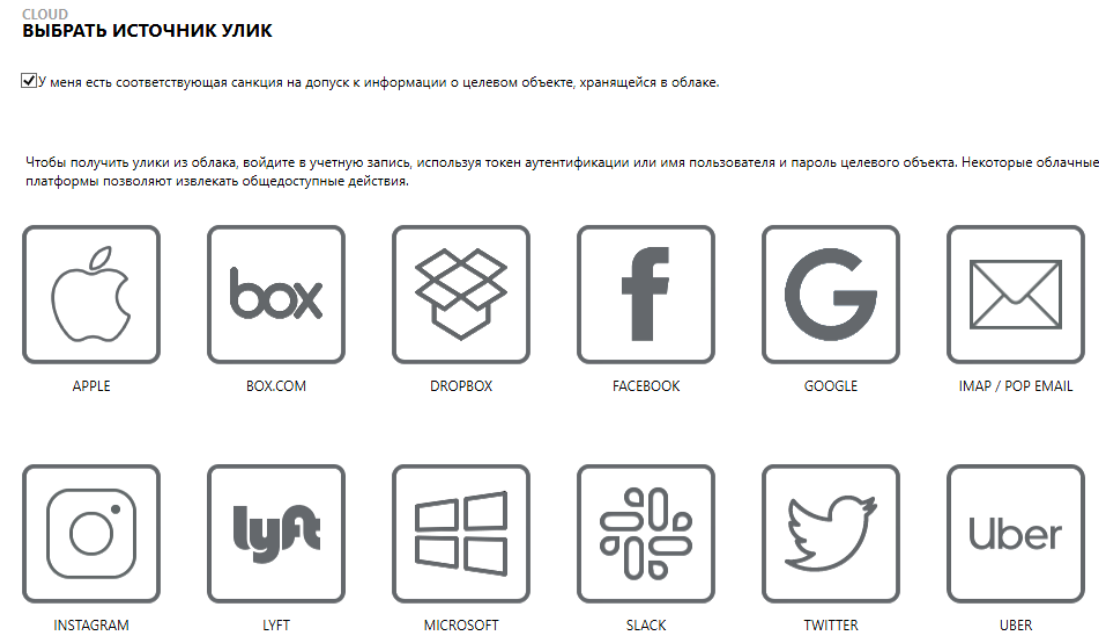 CLOUD
ВЫБРАТЬ ИСТОЧНИК УЛИК
У меня есть соответствующая санкция на допуск к информации о целевом объекте, хранящейся в облаке.
Чтобы получить улики из облака, войдите в учетную запись, используя токен аутентификации или имя пользователя и пароль целевого объекта. Некоторые облачные
платформы позволяют извлекать общедоступные действия.
box
APPLE
BOX.COM
DROPBOX
FACEBOOK
GOOGLE
IMAP / POP EMAIL
lyft
Uber
INSTAGRAM
LYFT
MICROSOFT
SLACK
TWITTER
UBER